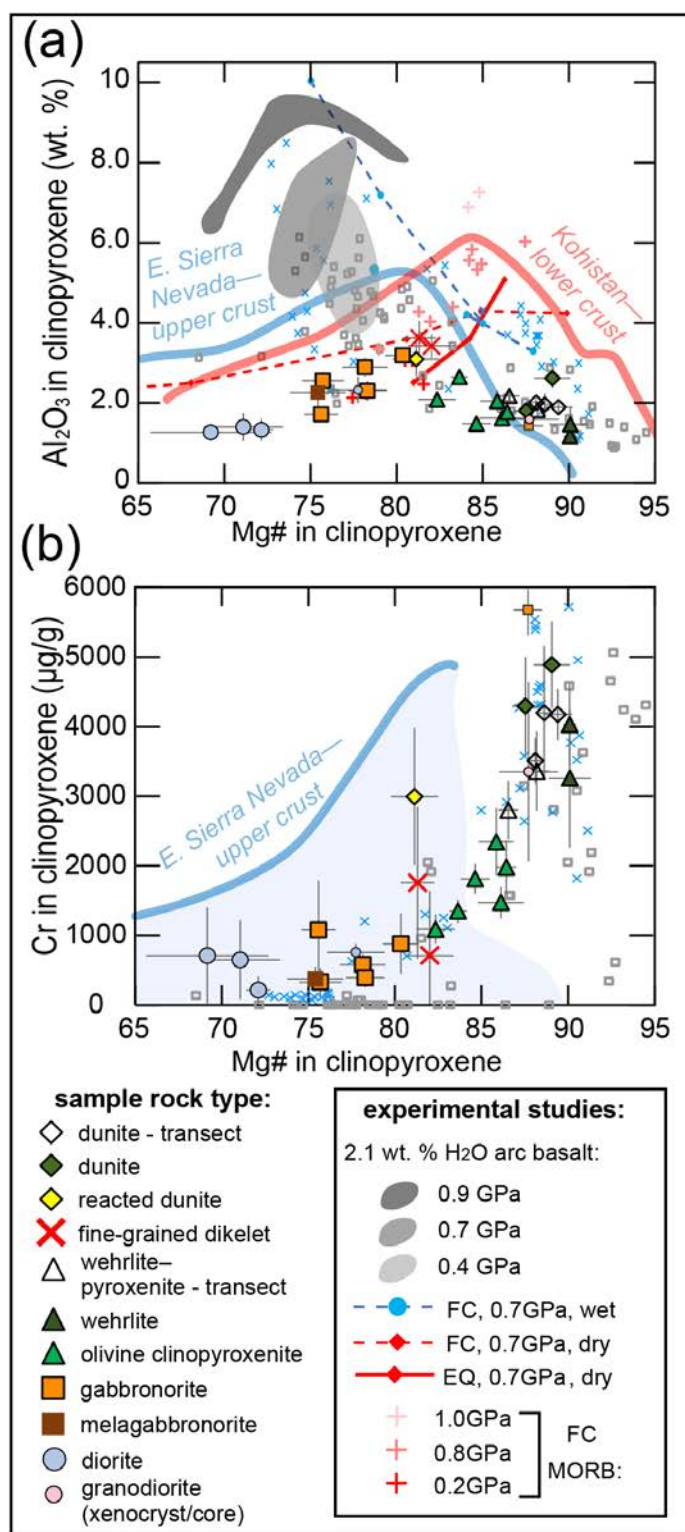 (a)
Al2O3 in clinopyroxene (wt. %)
10
8.0
6.0
4.0
2.0
0
E. Sierra
Nevada—
upper crust
Kohistan—
lower crust
65 70 75 80 85 90 95
Mg# in clinopyroxene
(b)
Cr in clinopyroxene (µg/g)
6000
5000
4000
3000
2000
1000
0
E. Sierra Nevada—
upper crust
65 70 75 80 85 90 95
Mg# in clinopyroxene
sample rock type:
dunite - transect
dunite
reacted dunite
fine-grained dikelet
wehrlite–
pyroxenite - transect
wehrlite
olivine clinopyroxenite
gabbronorite
melagabbronorite
diorite
granodiorite
(xenocryst/core)
experimental studies:
2.1 wt. % H2O arc basalt:
0.9 GPa
0.7 GPa
0.4 GPa
FC, 0.7GPa, wet
FC, 0.7GPa, dry
EQ, 0.7GPa, dry
1.0GPa
0.8GPa
0.2GPa
FC
MORB: